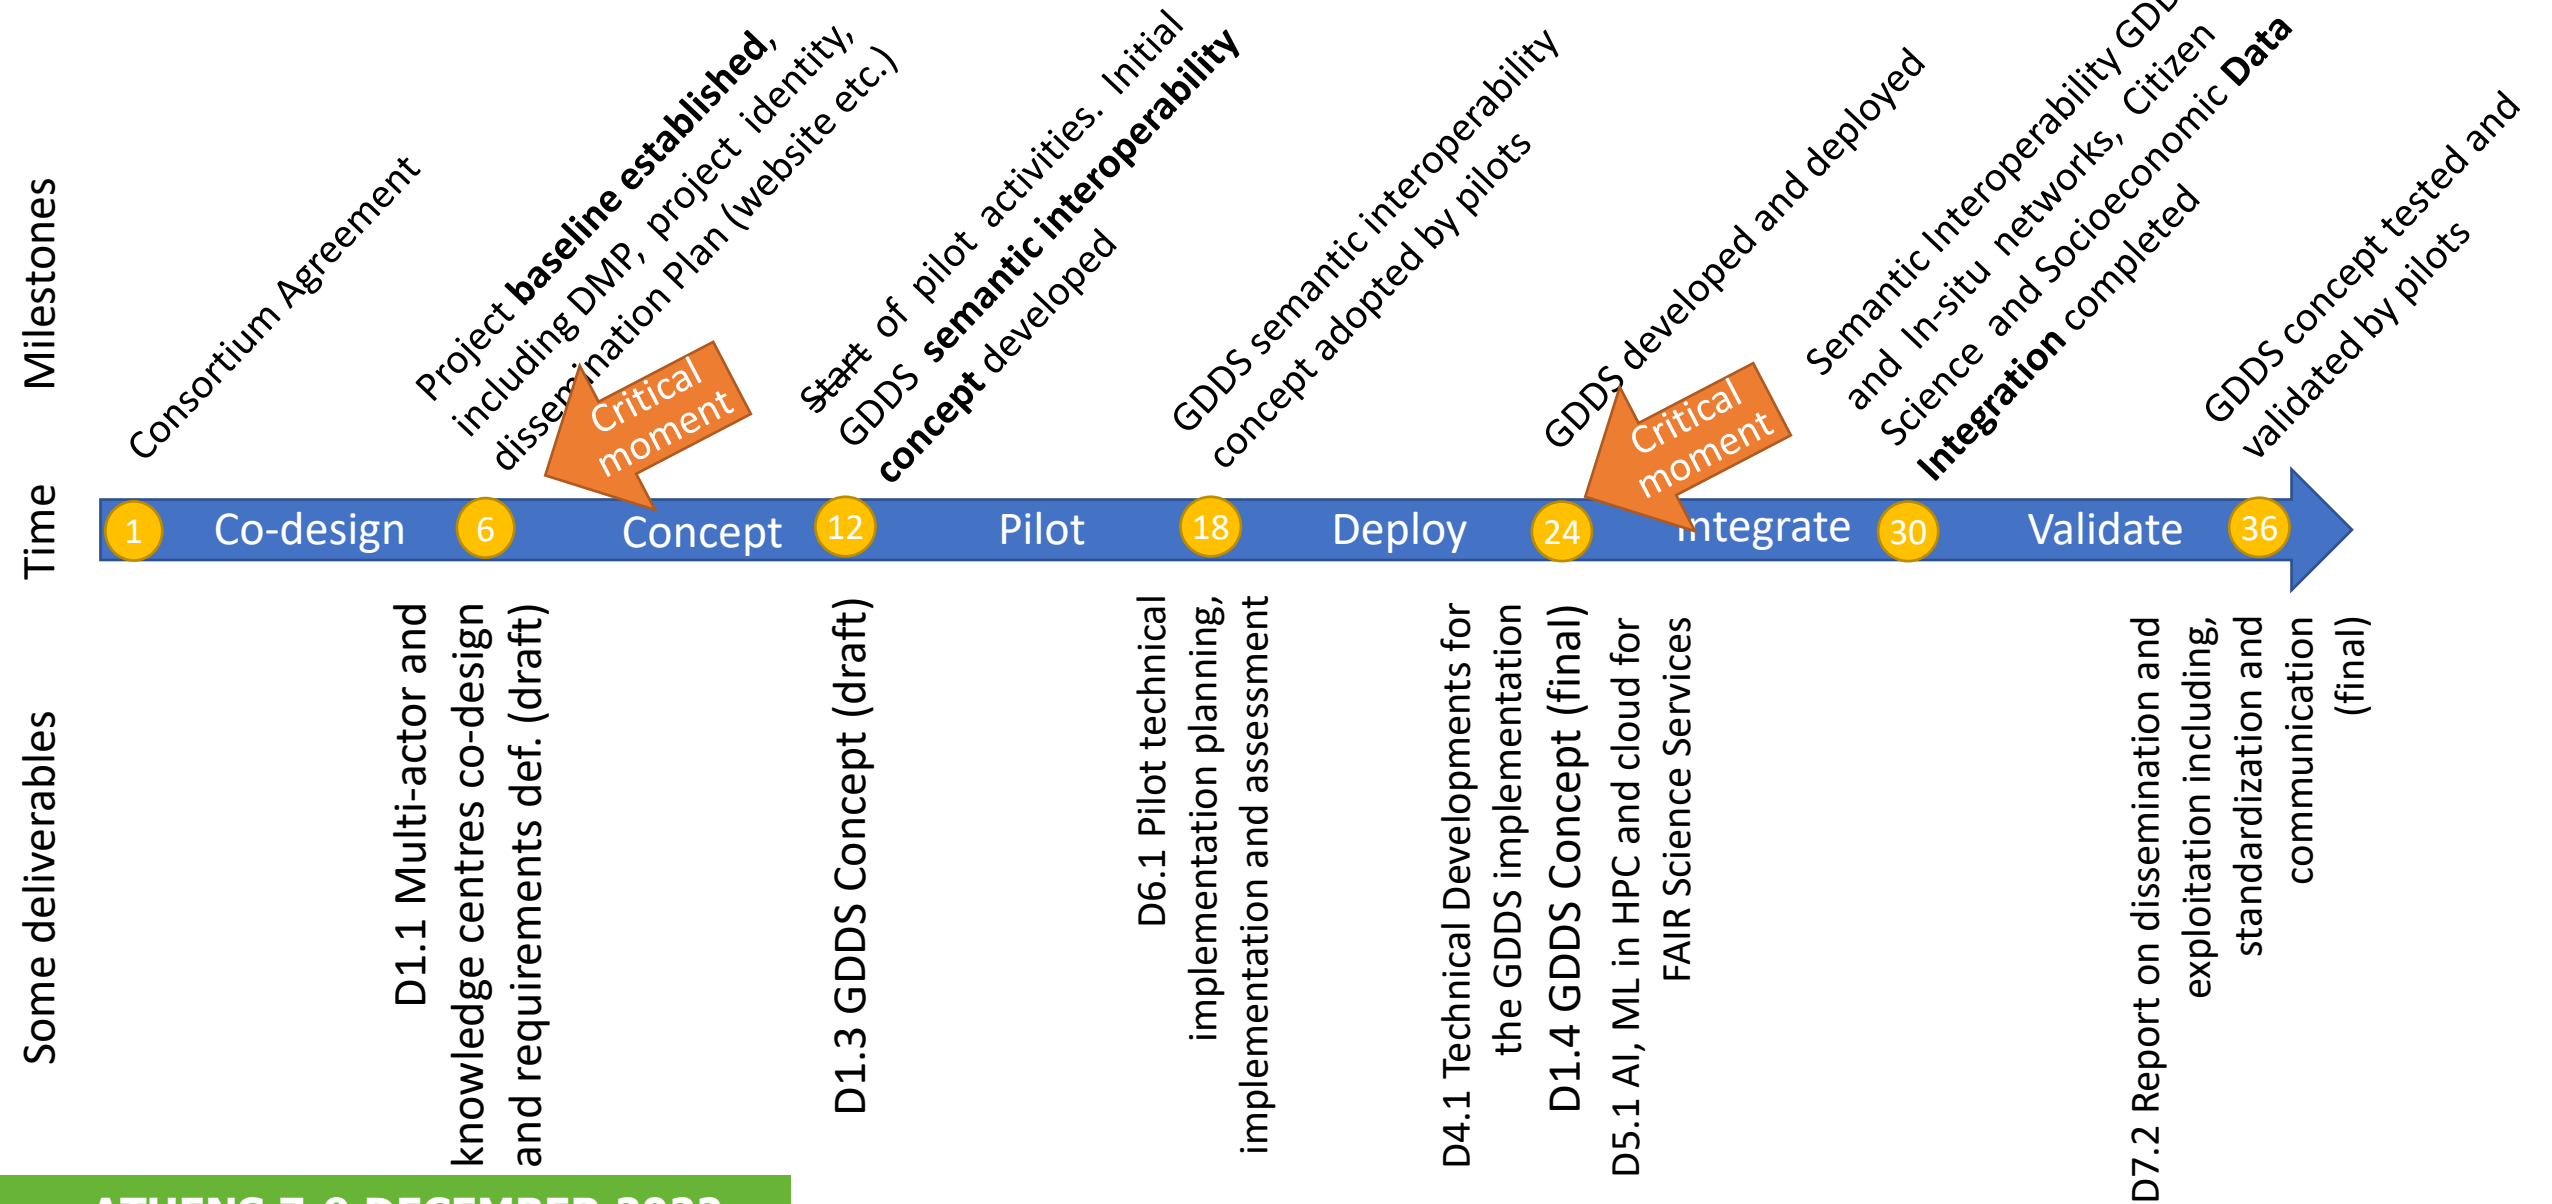 Milestones
Consortium Agreement
Project baseline established,
including DMP, project identity,
dissemination Plan (website etc.)
Start of pilot activities. Initial
GDDS semantic interoperability
concept developed
GDDS semantic interoperability
concept adopted by pilots
GDDS developed and deployed
Semantic Interoperability
and In-situ networks, Citizen
Science and Socioeconomic Data
Integration completed
GDDS concept tested and
validated by pilots
Critical
moment
Critical
moment
Time
1 Co-design 6 Concept 12 Pilot 18 Deploy 24 Integrate 30 Validate 36
Some deliverables
D1.1 Multi-actor and
knowledge centres co-design
and requirements def. (draft)
D1.3 GDDS Concept (draft)
D6.1 Pilot technical
implementation planning,
implementation and assessment
D4.1 Technical Developments for
the GDDS implementation
D1.4 GDDS Concept (final)
D5.1 AI, ML in HPC and cloud for
FAIR Science Services
D7.2 Report on dissemination and
exploitation including,
standardization and
communication
(final)
DECEMBER